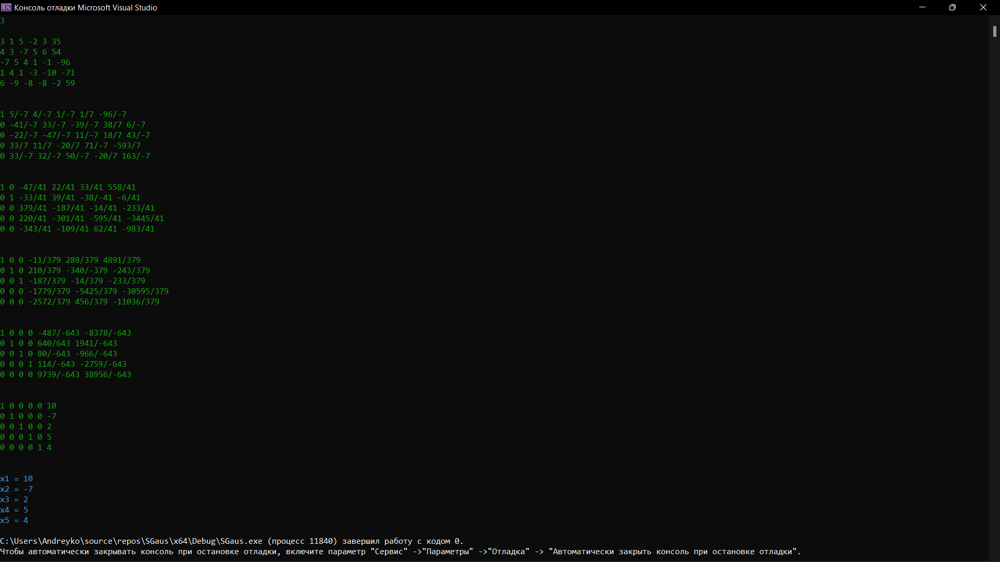 Консоль отладки Microsoft Visual Studio
3
3 1 5 -2 3 35
4 3 -7 5 6 54
-7 5 4 1 -1 -96
1 4 1 -3 -10 -71
6 -9 -8 -8 -2 59
1 5/-7 4/-7 1/-7 1/7 -96/-7
0 -41/-7 33/-7 -39/-7 38/7 6/-7
0 -22/-7 -47/-7 11/-7 18/7 43/-7
0 33/7 11/7 -20/7 71/-7 -593/7
0 33/-7 32/-7 50/-7 -20/7 163/-7
1 0 -47/41 22/41 33/41 558/41
0 1 -33/41 39/41 -38/-41 -6/41
0 0 379/41 -187/41 -14/41 -233/41
0 0 220/41 -301/41 -595/41 -3445/41
0 0 -343/41 -109/41 62/41 -983/41
1 0 0 -11/379 289/379 4891/379
0 1 0 210/379 -340/-379 -243/379
0 0 1 -187/379 -14/379 -233/379
0 0 0 -1779/379 -5425/379 -30595/379
0 0 0 -2572/379 456/379 -11036/379
1 0 0 0 -487/-643 -8378/-643
0 1 0 0 640/643 1941/-643
0 0 1 0 80/-643 -966/-643
0 0 0 1 114/-643 -2759/-643
0 0 0 0 9739/-643 38956/-643
1 0 0 0 0 10
0 1 0 0 0 -7
0 0 1 0 0 2
0 0 0 1 0 5
0 0 0 0 1 4
x1 = 10
x2 = -7
x3 = 2
x4 = 5
x5 = 4
C:\Users\Andreyko\source\repos\SGaus\x64\Debug\SGaus.exe (процесс 11840) завершил работу с кодом 0.
Чтобы автоматически закрывать консоль при остановке отладки, включите параметр "Сервис" ->"Параметры" ->"Отладка" -> "Автоматически закрыть консоль при остановке отладки".